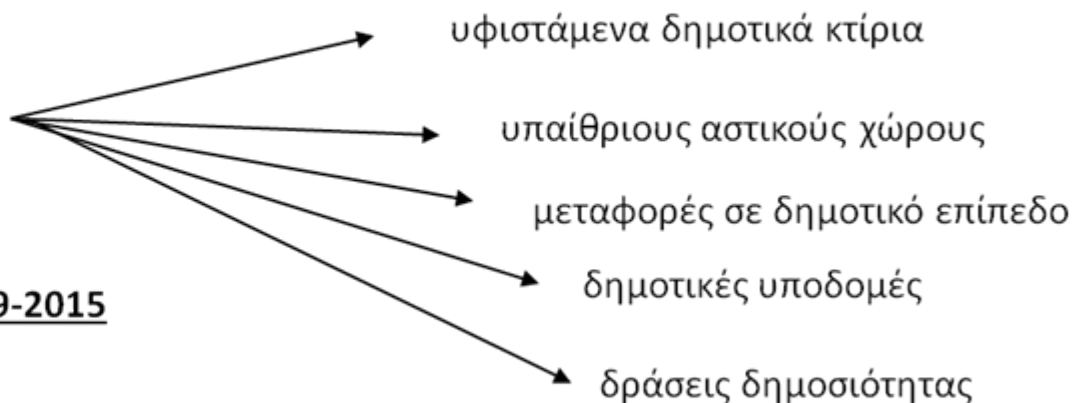 υφιστάμενα δημοτικά κτίρια
υπαίθριους αστικούς χώρους
μεταφορές σε δημοτικό επίπεδο
δημοτικές υποδομές
9-2015
δράσεις δημοσιότητας